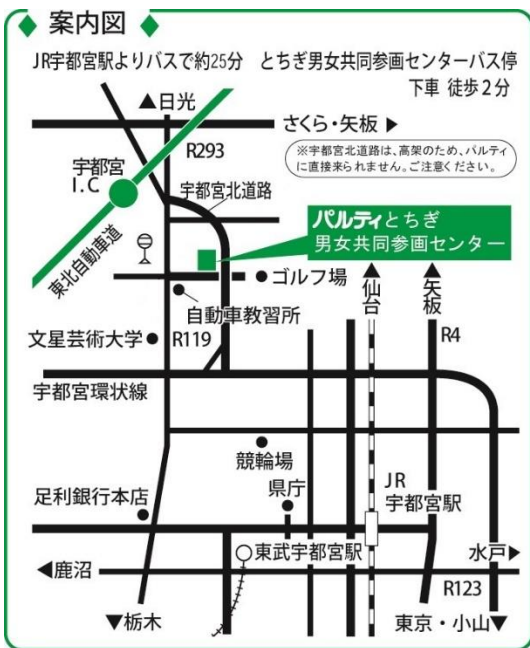 案内図
JR宇都宮駅よりバスで約25分 とちぎ男女共同参画センターバス停
下車 徒歩2分
▲日光
さくら・矢板▶
R293
※宇都宮北道路は、高架のため、パルティ
に直接来られません。ご注意ください。
宇都宮
I.C
宇都宮北道路
パルティとちぎ
男女共同参画センター
東北自動車道
ゴルフ場
▲仙台
▲矢板
自動車教習所
文星芸術大学
R119
R4
宇都宮環状線
競輪場
県庁
JR
宇都宮駅
足利銀行本店
東武宇都宮駅
水戸▶
◀鹿沼
R123
▼栃木
東京・小山▼